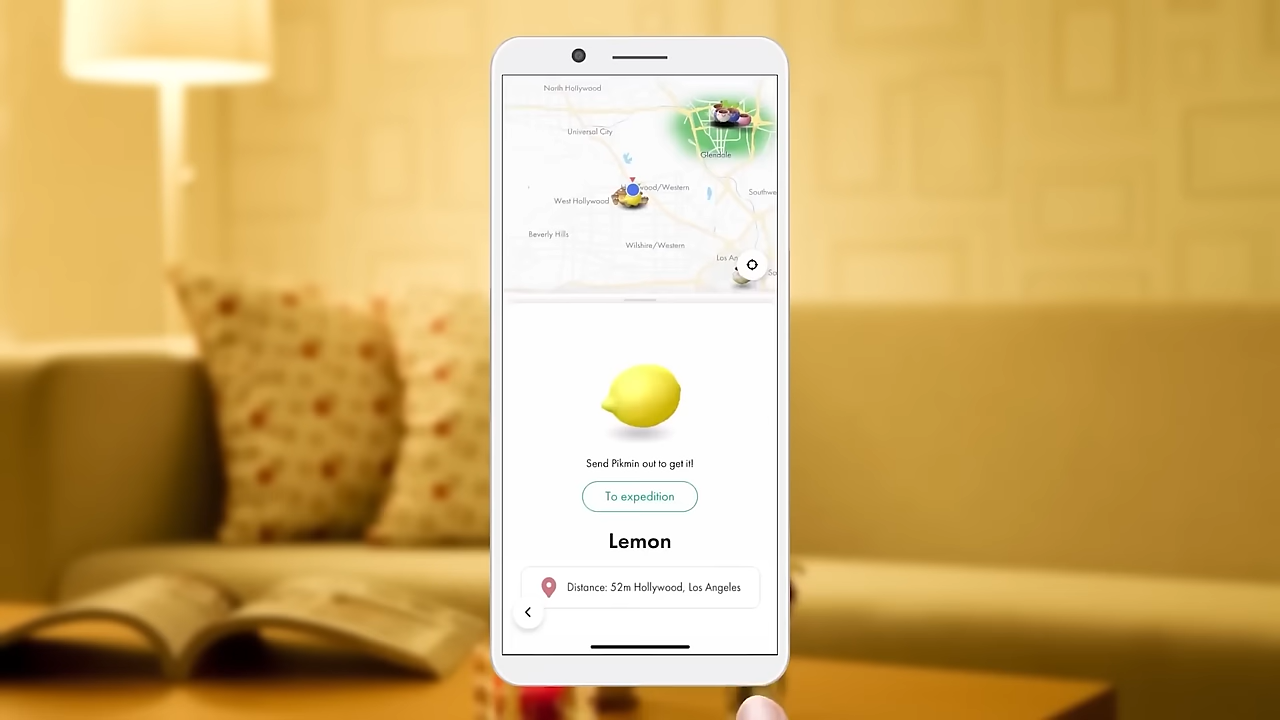 North Hollywood
Universal City
Glendale
wood/Western
Southwe
West Hollywood
Beverly Hills
Wilshire/Western
Los An
So
Send Pikmin out to get it!
To expedition
Lemon
Distance: 52m Hollywood, Los Angeles